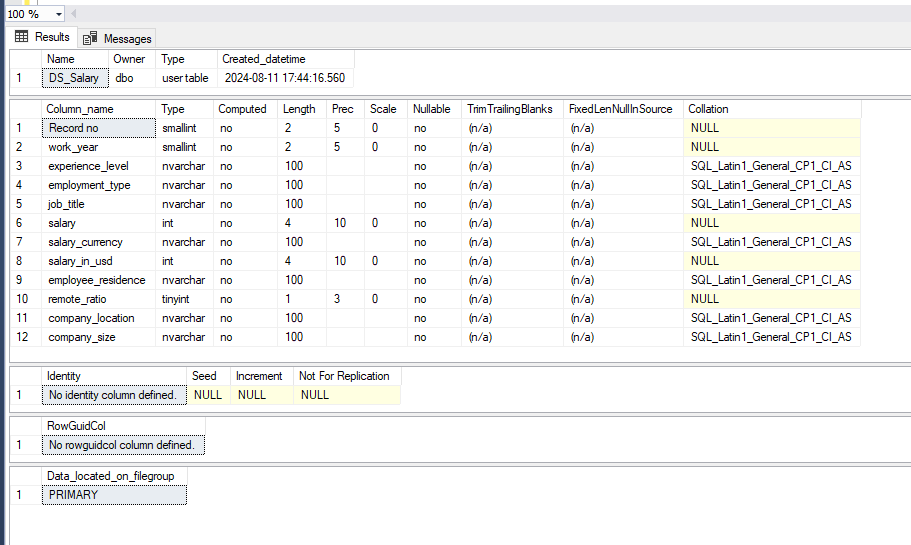 100 %
Results Messages
Name Owner Type Created_datetime
1 DS_Salary dbo user table 2024-08-11 17:44:16.560
Column_name Type Computed Length Prec Scale Nullable TrimTrailingBlanks FixedLenNullInSource Collation
1 Record no smallint no 2 5 0 no (n/a) (n/a) NULL
2 work_year smallint no 2 5 0 no (n/a) (n/a) NULL
3 experience_level nvarchar no 100 no (n/a) (n/a) SQL_Latin1_General_CP1_CI_AS
4 employment_type nvarchar no 100 no (n/a) (n/a) SQL_Latin1_General_CP1_CI_AS
5 job_title nvarchar no 100 no (n/a) (n/a) SQL_Latin1_General_CP1_CI_AS
6 salary int no 4 10 0 no (n/a) (n/a) NULL
7 salary_currency nvarchar no 100 no (n/a) (n/a) SQL_Latin1_General_CP1_CI_AS
8 salary_in_usd int no 4 10 0 no (n/a) (n/a) NULL
9 employee_residence nvarchar no 100 no (n/a) (n/a) SQL_Latin1_General_CP1_CI_AS
10 remote_ratio tinyint no 1 3 0 no (n/a) (n/a) NULL
11 company_location nvarchar no 100 no (n/a) (n/a) SQL_Latin1_General_CP1_CI_AS
12 company_size nvarchar no 100 no (n/a) (n/a) SQL_Latin1_General_CP1_CI_AS
Identity Seed Increment Not For Replication
1 No identity column defined. NULL NULL NULL
RowGuidCol
1 No rowguidcol column defined.
Data_located_on_filegroup
1 PRIMARY